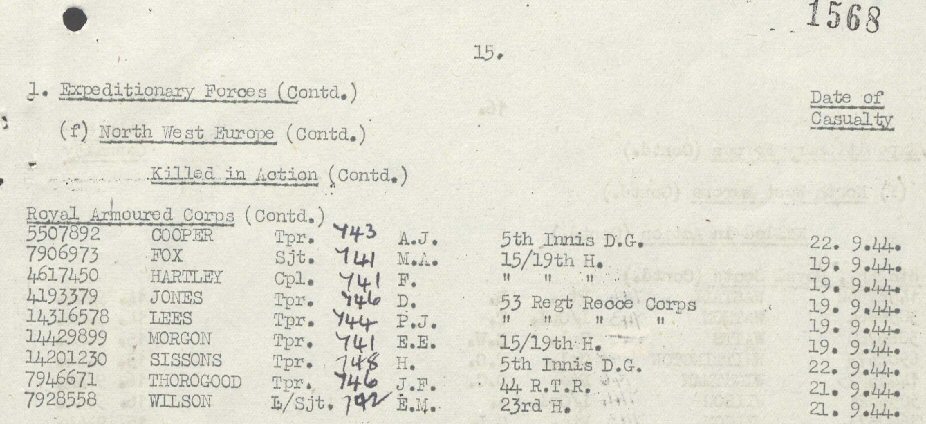 1568
15.
1. Expeditionary Forces (Contd.)
Date of
Casualty
(f) North West Europe (Contd.)
Killed in Action (Contd.)
Royal Armoured Corps (Contd.)
5507892 COOPER Tpr. 743 A.J. 5th Innis D.G. 22. 9.44.
7906973 FOX Sjt. 741 M.A. 15/19th H. 19. 9.44.
4617450 HARTLEY Cpl. 741 F. " " " 19. 9.44.
4193379 JONES Tpr. 746 D. 53 Regt Recce Corps 19. 9.44.
14316578 LEES Tpr. 744 P.J. " " " 19. 9.44.
14429899 MORGON Tpr. 741 E.E. 15/19th H. 19. 9.44.
14201230 SISSONS Tpr. 748 H. 5th Innis D.G. 22. 9.44.
7946671 THOROGOOD Tpr. 746 J.F. 44 R.T.R. 21. 9.44.
7928558 WILSON L/Sjt. E.M. 23rd H. 21. 9.44.